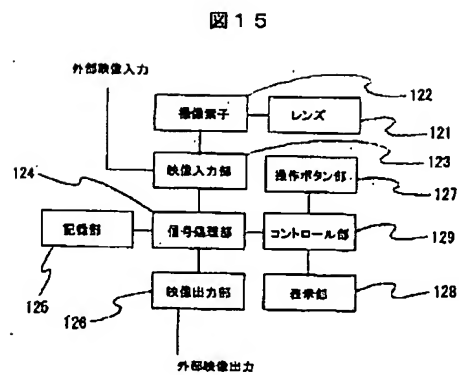 図15
外部映像入力
122
撮像素子
レンズ
121
123
映像入力部
操作ボタン部
127
124
記録部
信号処理部
コントロール部
129
125
映像出力部
表示部
128
126
外部映像出力